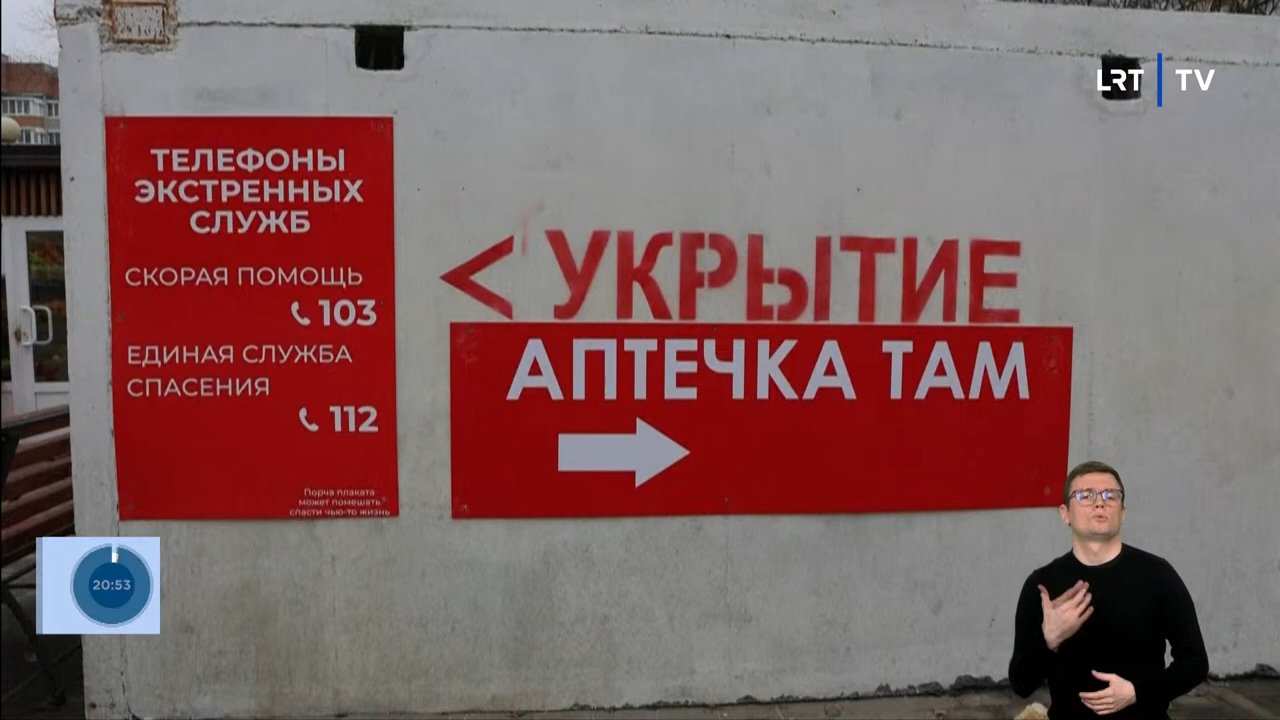 ТЕЛЕФОНЫ
ЭКСТРЕННЫХ
СЛУЖБ
СКОРАЯ ПОМОЩЬ
103
ЕДИНАЯ СЛУЖБА
СПАСЕНИЯ
112
Порча плаката
может помешать
спасти чью-то жизнь
< УКРЫТИЕ
АПТЕЧКА ТАМ
LRT TV
20:53